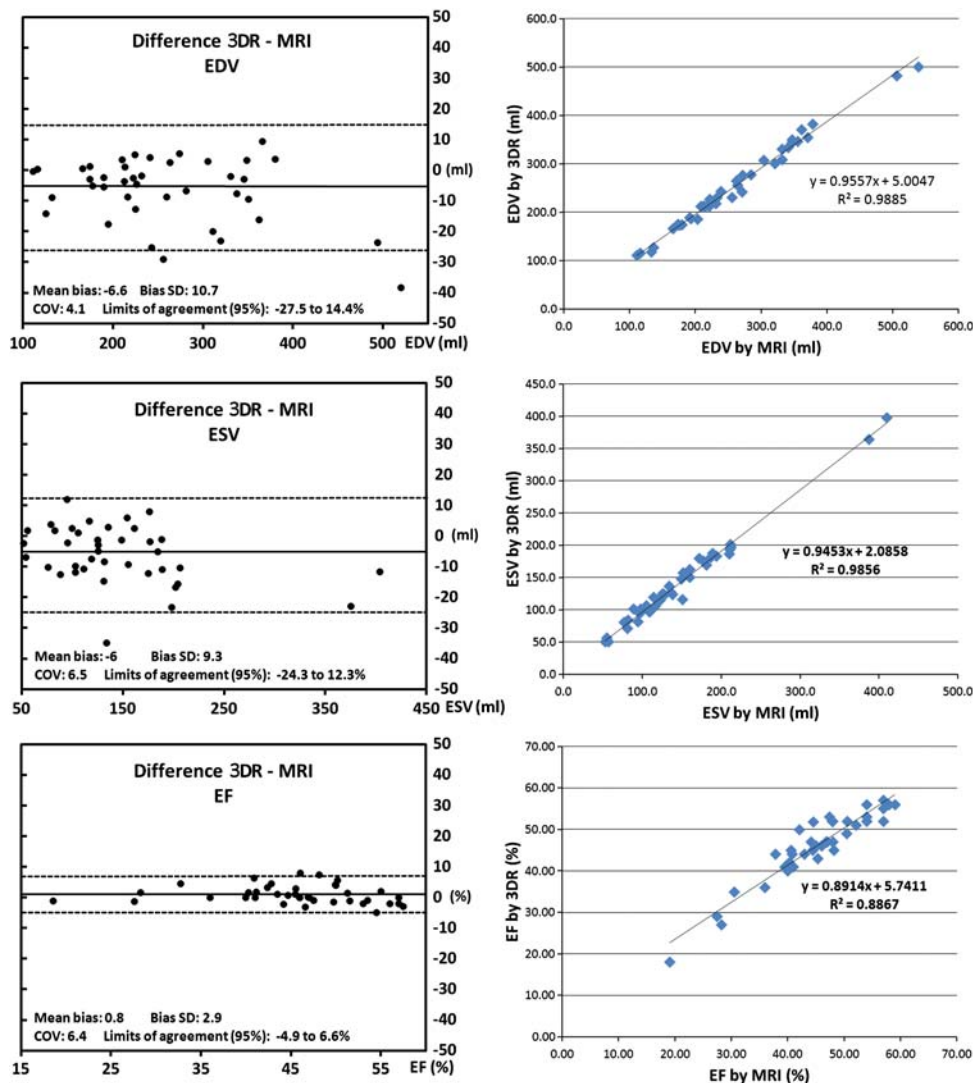 Difference 3DR - MRI
EDV
50
40
30
20
10
0 (ml)
-10
-20
-30
-40
-50
Mean bias: -6.6 Bias SD: 10.7
COV: 4.1 Limits of agreement (95%): -27.5 to 14.4%
100 200 300 400 500 EDV (ml)
EDV by 3DR (ml)
600.0
500.0
400.0
300.0
200.0
100.0
0.0
y = 0.9557x + 5.0047
R² = 0.9885
0.0 100.0 200.0 300.0 400.0 500.0 600.0
EDV by MRI (ml)
Difference 3DR - MRI
ESV
50
40
30
20
10
0 (ml)
-10
-20
-30
-40
-50
Mean bias: -6 Bias SD: 9.3
COV: 6.5 Limits of agreement (95%): -24.3 to 12.3%
50 150 250 350 450 ESV (ml)
ESV by 3DR (ml)
450.0
400.0
350.0
300.0
250.0
200.0
150.0
100.0
50.0
0.0
y = 0.9453x + 2.0858
R² = 0.9856
0.0 100.0 200.0 300.0 400.0 500.0
ESV by MRI (ml)
Difference 3DR - MRI
EF
50
40
30
20
10
0 (%)
-10
-20
-30
-40
-50
Mean bias: 0.8 Bias SD: 2.9
COV: 6.4 Limits of agreement (95%): -4.9 to 6.6%
15 25 35 45 55 EF (%)
EF by 3DR (%)
70.00
60.00
50.00
40.00
30.00
20.00
10.00
0.00
y = 0.8914x + 5.7411
R² = 0.8867
0.00 10.00 20.00 30.00 40.00 50.00 60.00 70.00
EF by MRI (%)